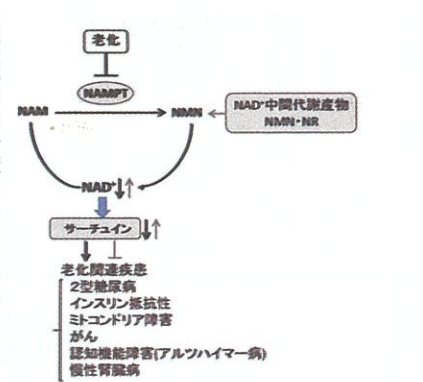 老化
NAMPT
NAM
NMN
NAD⁺中間代謝産物
NMN・NR
NAD⁺
サーチュイン
老化関連疾患
2型糖尿病
インスリン抵抗性
ミトコンドリア障害
がん
認知機能障害(アルツハイマー病)
慢性腎臓病